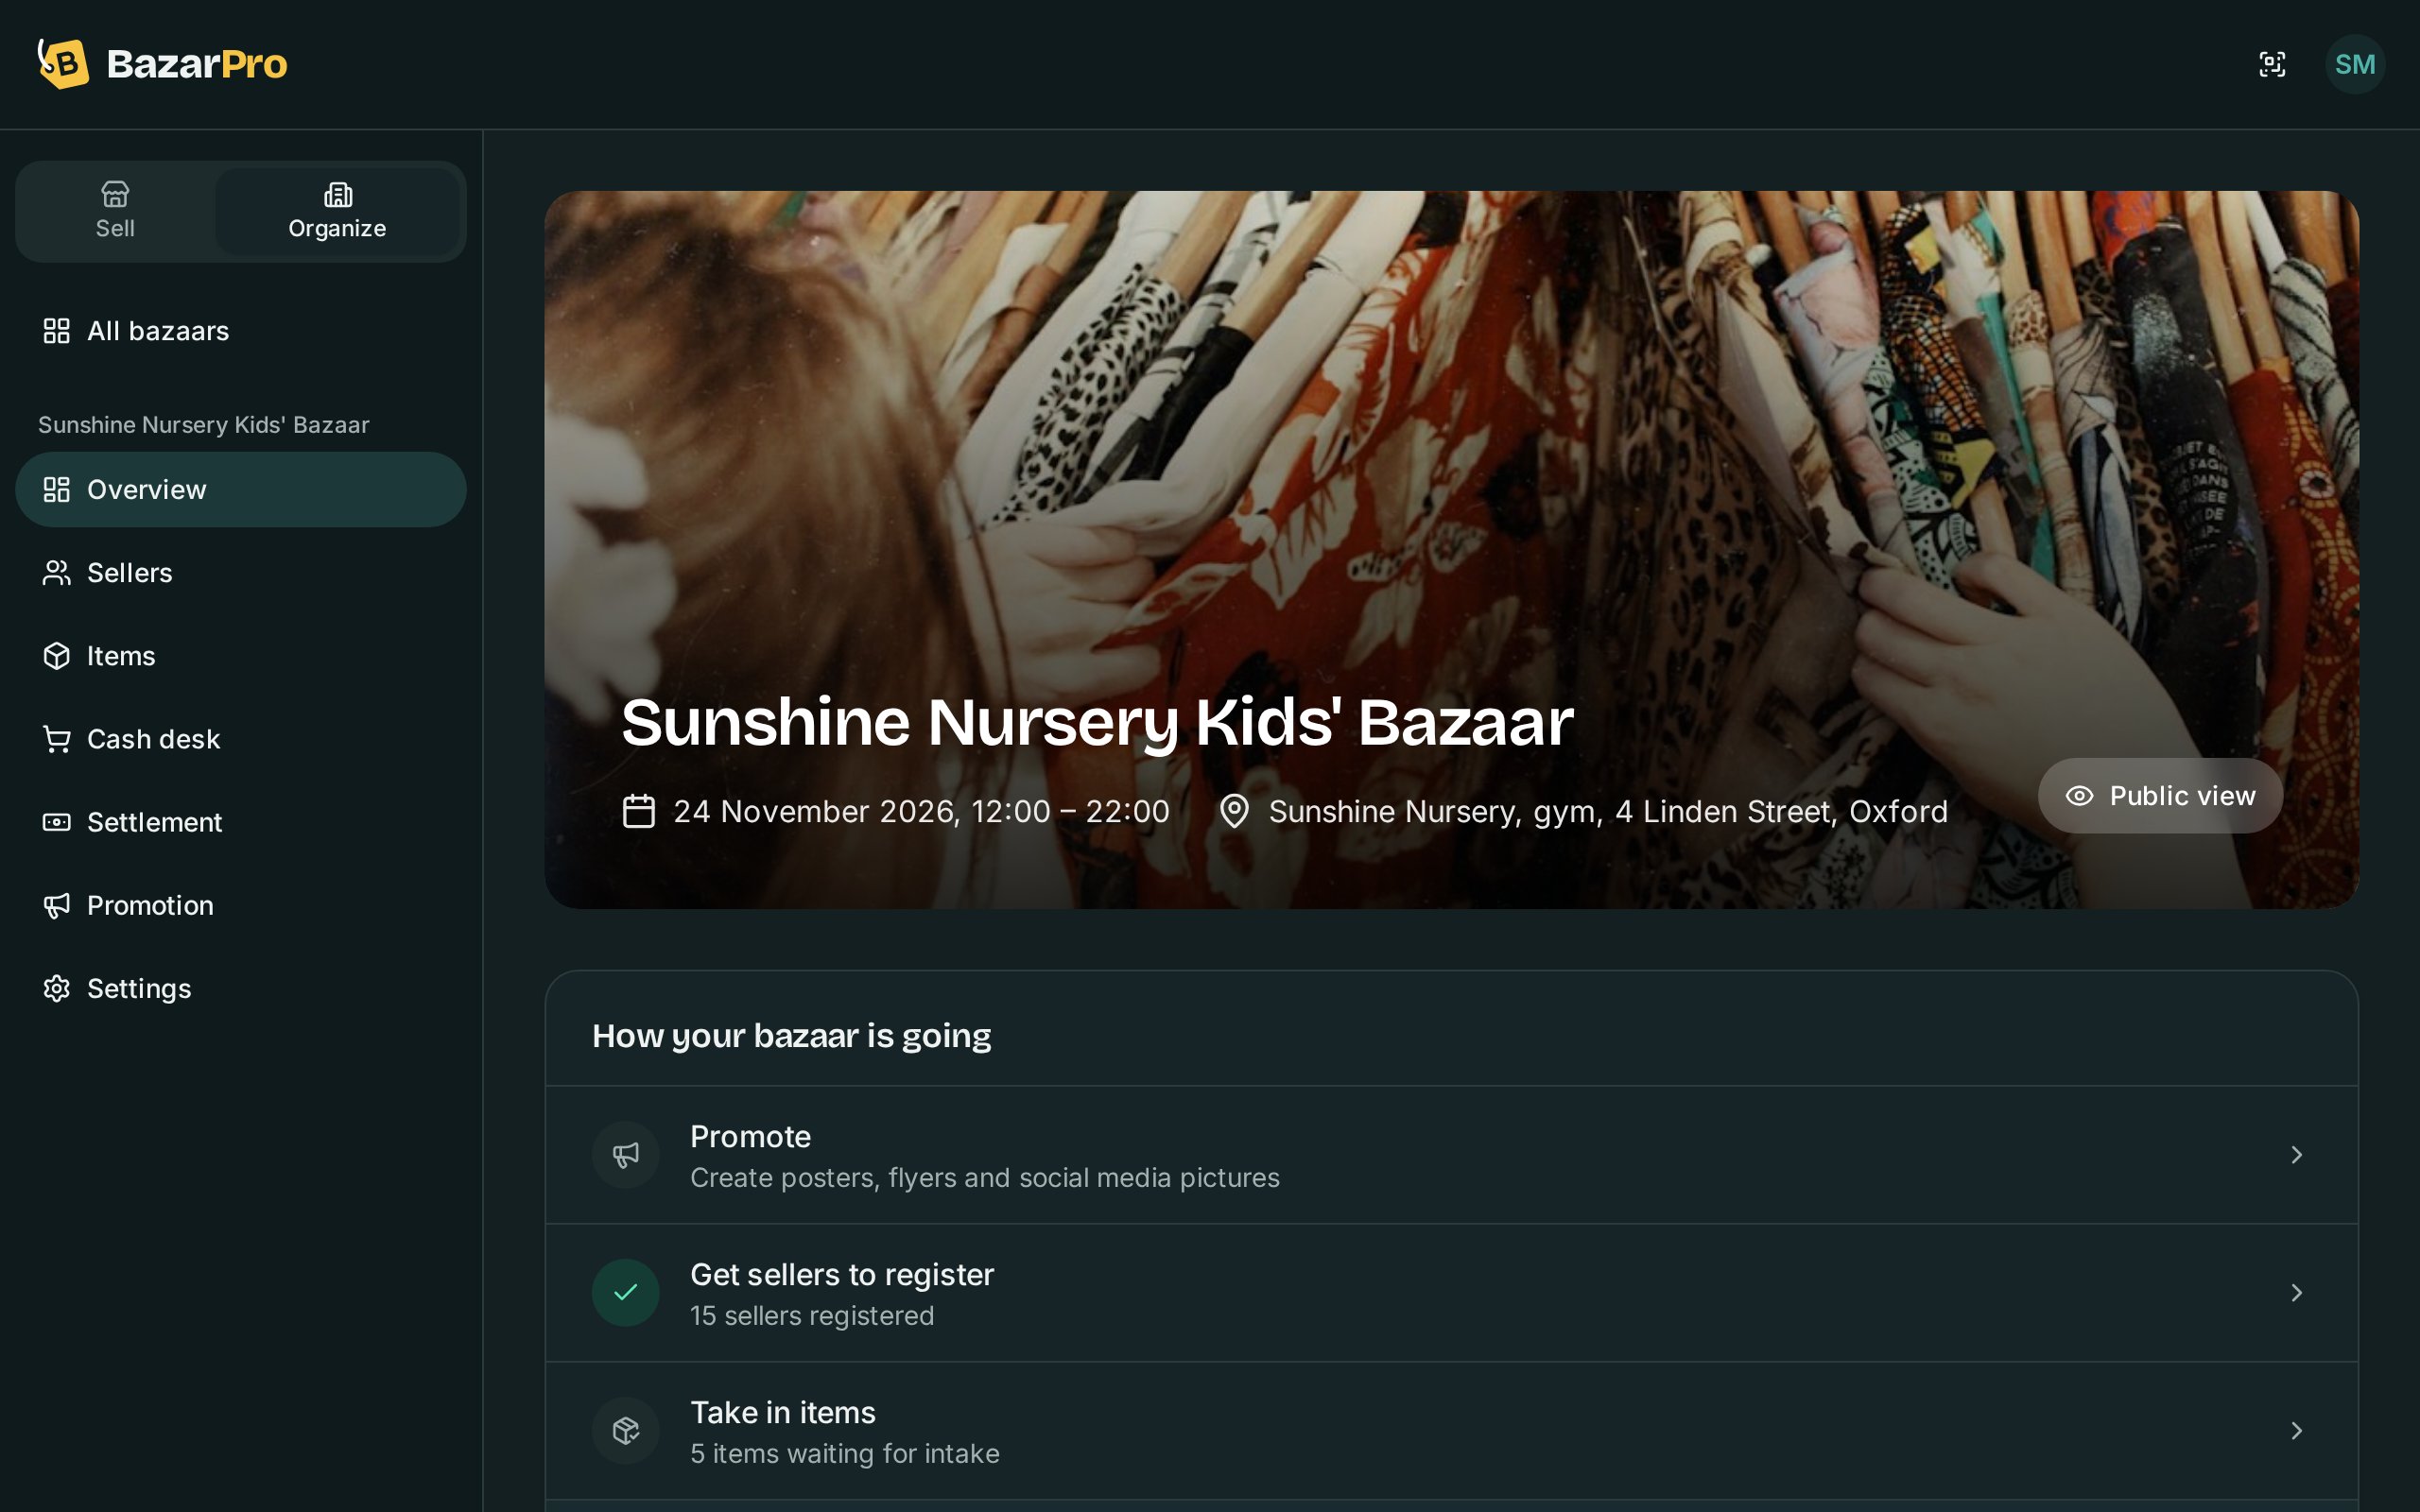 B BazarPro
SM
Sell
Organize
All bazaars
Sunshine Nursery Kids' Bazaar
Overview
Sellers
Items
Cash desk
Settlement
Promotion
Settings
Sunshine Nursery Kids' Bazaar
24 November 2026, 12:00 – 22:00
Sunshine Nursery, gym, 4 Linden Street, Oxford
Public view
How your bazaar is going
Promote
Create posters, flyers and social media pictures
Get sellers to register
15 sellers registered
Take in items
5 items waiting for intake